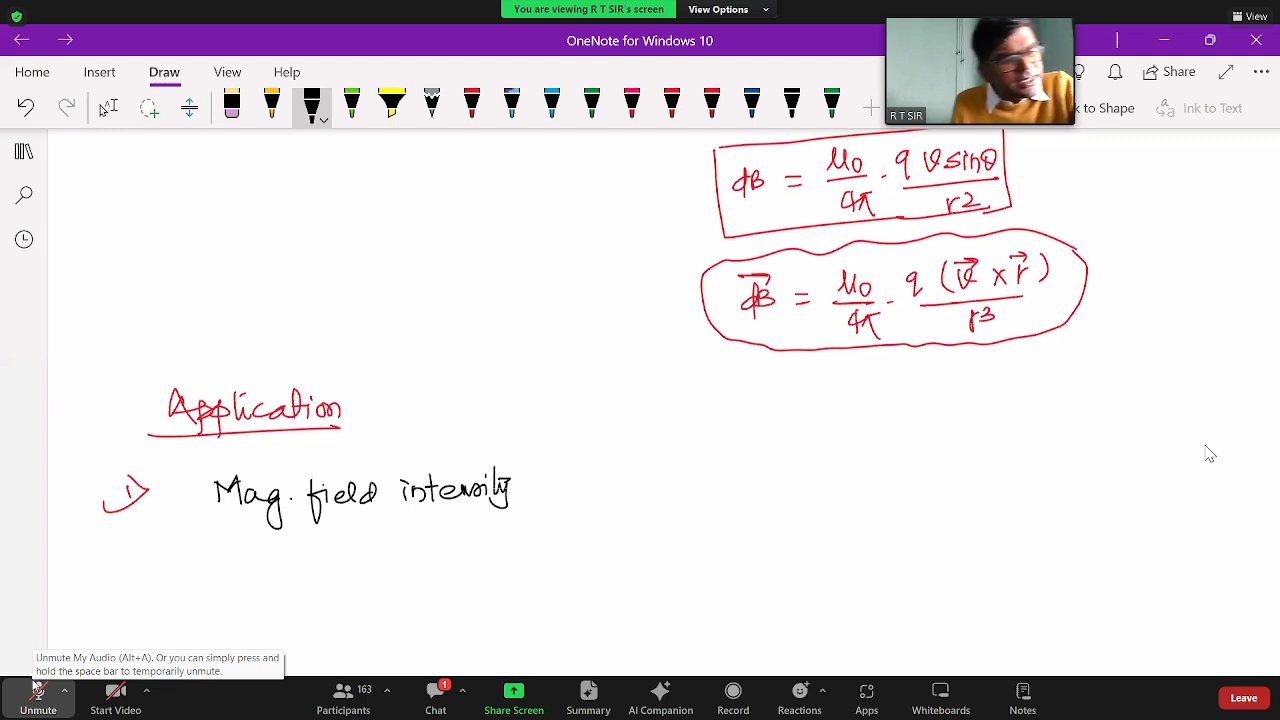 You are viewing R T SIR's screen View Options
View
OneNote for Windows 10
Home Insert Draw View Help
Share
to Shape Ink to Text
R T SIR
dB = μ0/4π · q v sinθ / r2
dB⃗ = μ0/4π · q (v⃗ × r⃗) / r3
Application
1) Mag. field intensity
Unmute My Audio (Alt+A). Or you can simply press and
hold the space bar to temporarily unmute.
163 1
Unmute Start Video Participants Chat Share Screen Summary AI Companion Record Reactions Apps Whiteboards Notes Leave